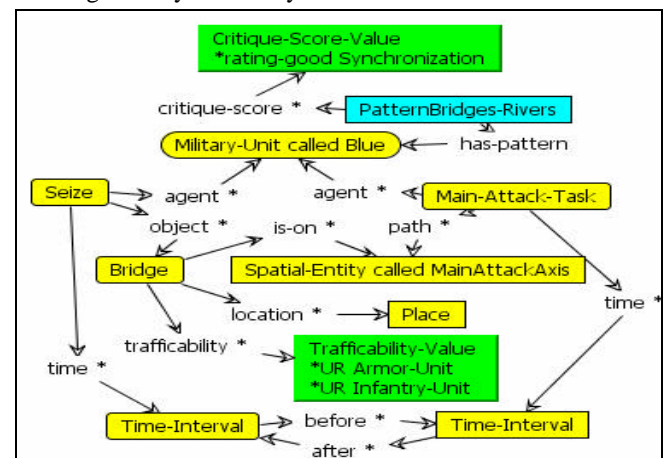 Critique-Score-Value
*rating-good Synchronization
critique-score *
PatternBridges-Rivers
Military-Unit called Blue
has-pattern
Seize
agent *
agent *
Main-Attack-Task
object *
is-on *
path *
Bridge
Spatial-Entity called MainAttackAxis
location *
Place
time *
trafficability *
Trafficability-Value
*UR Armor-Unit
*UR Infantry-Unit
time *
Time-Interval
before *
Time-Interval
after *